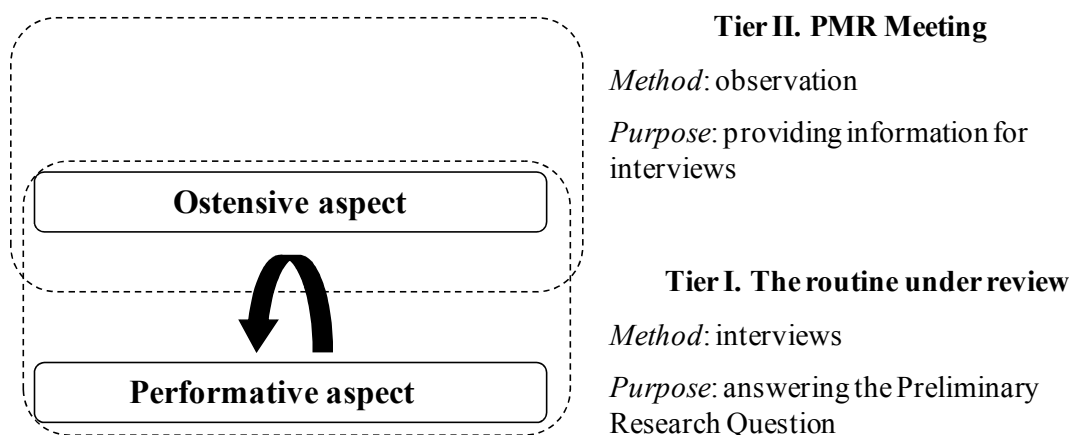 Tier II. PMR Meeting
Method: observation
Purpose: providing information for
interviews
Ostensive aspect
Tier I. The routine under review
Method: interviews
Performative aspect
Purpose: answering the Preliminary
Research Question